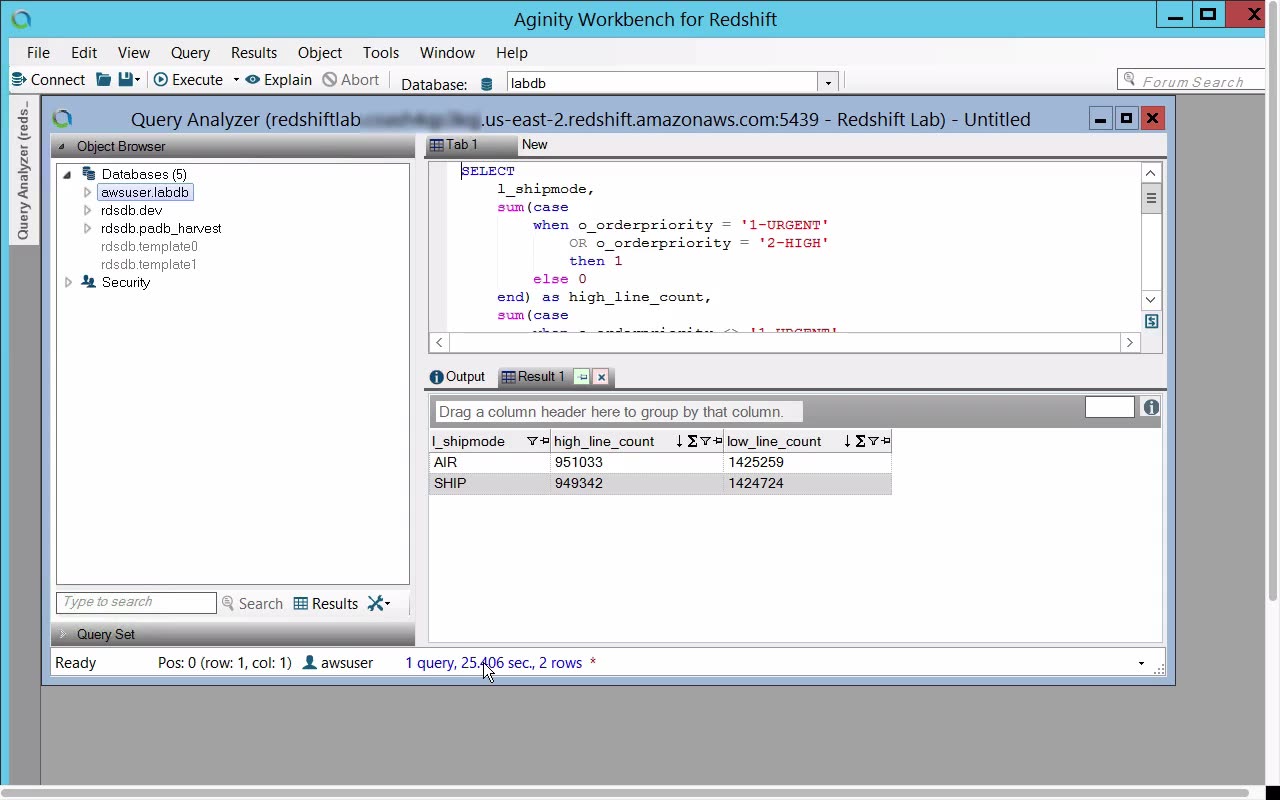 Aginity Workbench for Redshift
File Edit View Query Results Object Tools Window Help
Connect Execute Explain Abort Database: labdb Forum Search
Query Analyzer (reds...
Query Analyzer (redshiftlab .us-east-2.redshift.amazonaws.com:5439 - Redshift Lab) - Untitled
Object Browser
Databases (5)
awsuser.labdb
rdsdb.dev
rdsdb.padb_harvest
rdsdb.template0
rdsdb.template1
Security
Type to search Search Results
Query Set
Tab 1 New
SELECT
l_shipmode,
sum(case
when o_orderpriority = '1-URGENT'
OR o_orderpriority = '2-HIGH'
then 1
else 0
end) as high_line_count,
sum(case
when o_orderpriority <> '1-URGENT'
Output Result 1
Drag a column header here to group by that column.
l_shipmode high_line_count low_line_count
AIR 951033 1425259
SHIP 949342 1424724
Ready Pos: 0 (row: 1, col: 1) awsuser 1 query, 25.406 sec., 2 rows *